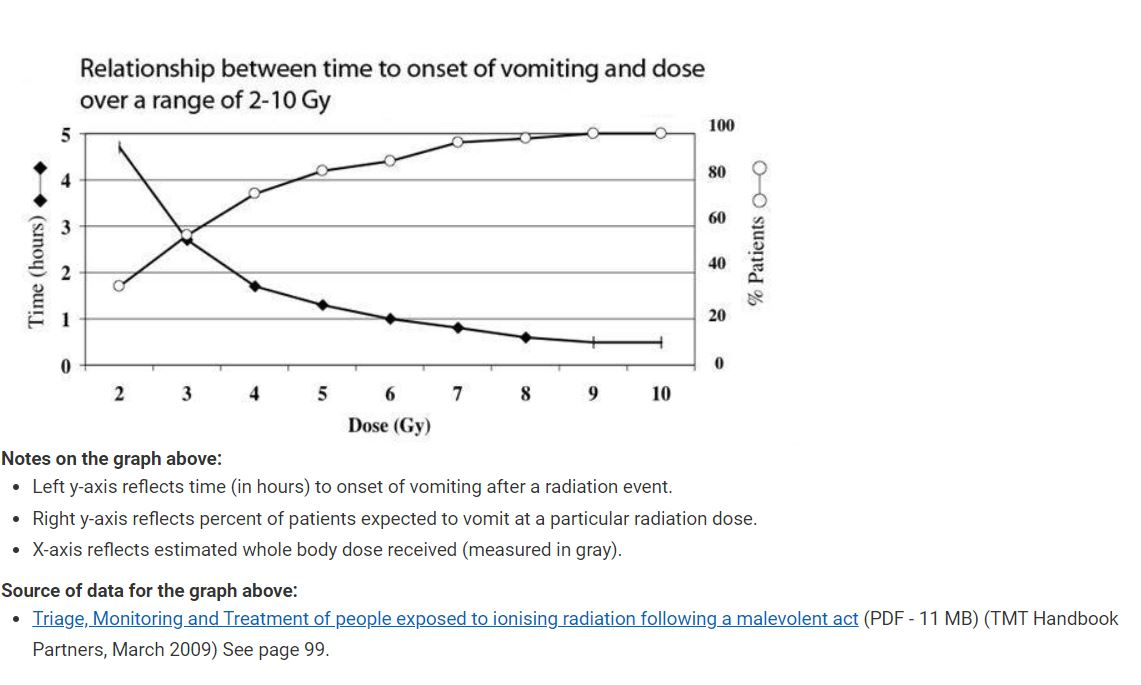 Relationship between time to onset of vomiting and dose
over a range of 2-10 Gy
5
4
3
2
1
0
Time (hours)
100
80
60
40
20
0
% Patients
2 3 4 5 6 7 8 9 10
Dose (Gy)
Notes on the graph above:
• Left y-axis reflects time (in hours) to onset of vomiting after a radiation event.
• Right y-axis reflects percent of patients expected to vomit at a particular radiation dose.
• X-axis reflects estimated whole body dose received (measured in gray).
Source of data for the graph above:
• Triage, Monitoring and Treatment of people exposed to ionising radiation following a malevolent act (PDF - 11 MB) (TMT Handbook
Partners, March 2009) See page 99.